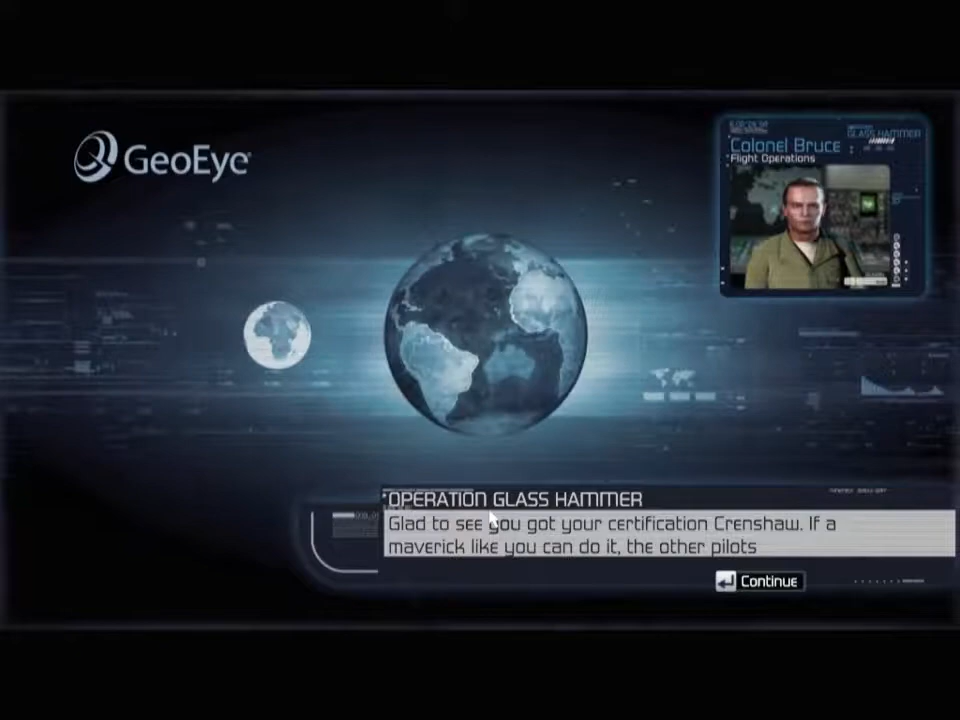 GeoEye
GLASS HAMMER
Colonel Bruce
Flight Operations
OPERATION GLASS HAMMER
Glad to see you got your certification Crenshaw. If a
maverick like you can do it, the other pilots
Continue